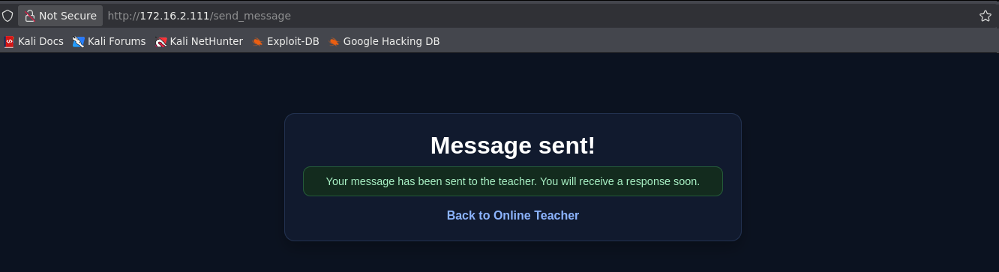 Not Secure http://172.16.2.111/send_message
Kali Docs Kali Forums Kali NetHunter Exploit-DB Google Hacking DB
Message sent!
Your message has been sent to the teacher. You will receive a response soon.
Back to Online Teacher